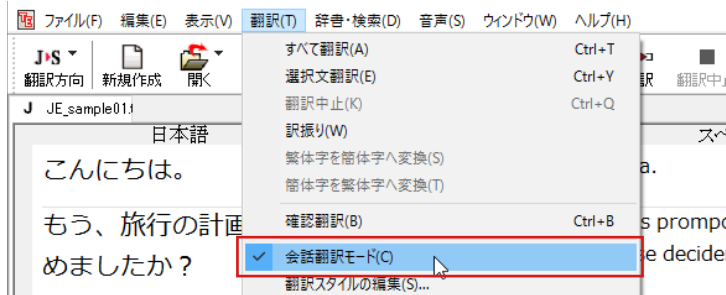 ファイル(F) 編集(E) 表示(V) 翻訳(T) 辞書・検索(D) 音声(S) ウィンドウ(W) ヘルプ(H)
J▸S
翻訳方向 新規作成 開く 訳 翻訳中
J JE_sample01.t
日本語 スペ
こんにちは。 a.
もう、旅行の計画
めましたか？
s prompo
se decide
すべて翻訳(A) Ctrl+T
選択文翻訳(E) Ctrl+Y
翻訳中止(K) Ctrl+Q
訳振り(W)
繁体字を簡体字へ変換(S)
簡体字を繁体字へ変換(T)
確認翻訳(B) Ctrl+B
会話翻訳モード(C)
翻訳スタイルの編集(S)...